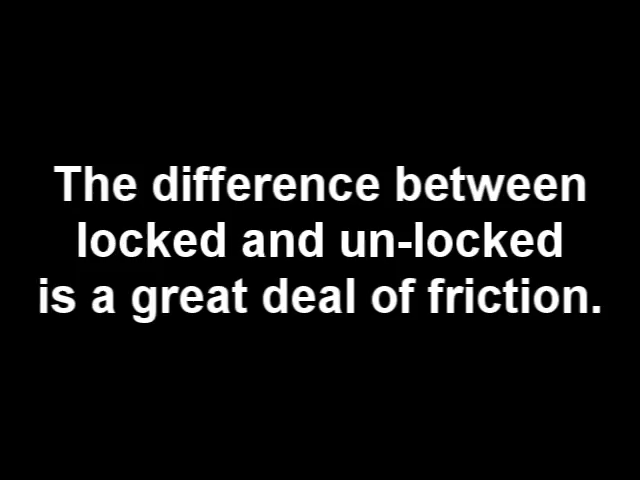 The difference between
locked and un-locked
is a great deal of friction.